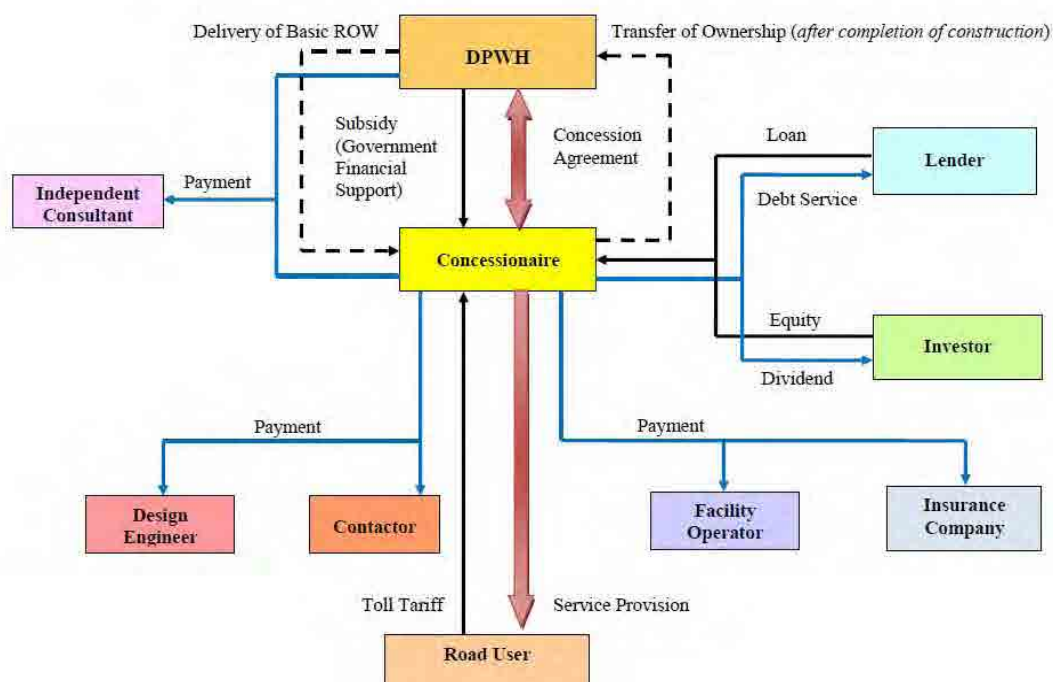 Delivery of Basic ROW
DPWH
Transfer of Ownership (after completion of construction)
Subsidy
(Government
Financial
Support)
Concession
Agreement
Loan
Lender
Debt Service
Independent
Consultant
Payment
Concessionaire
Equity
Investor
Dividend
Payment
Payment
Design
Engineer
Contactor
Facility
Operator
Insurance
Company
Toll Tariff
Service Provision
Road User